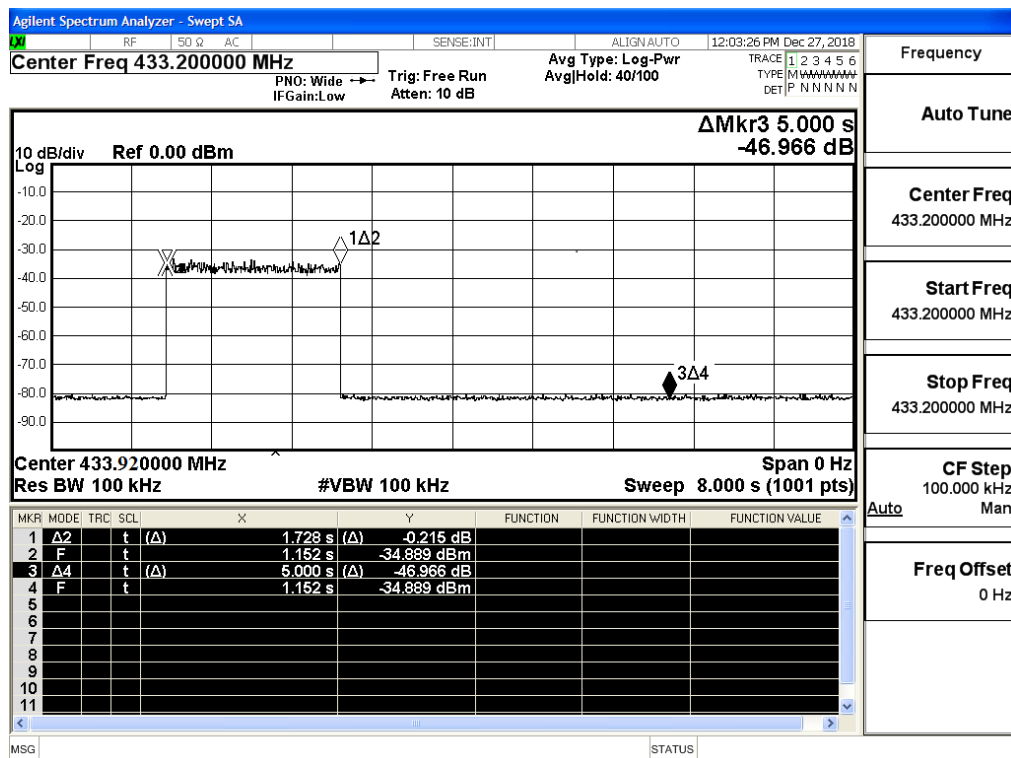 Agilent Spectrum Analyzer - Swept SA
LXI RF 50 Ω AC SENSE:INT ALIGN AUTO 12:03:26 PM Dec 27, 2018
Center Freq 433.200000 MHz
PNO: Wide
IFGain:Low
Trig: Free Run
Atten: 10 dB
Avg Type: Log-Pwr
Avg|Hold: 40/100
TRACE 1 2 3 4 5 6
TYPE M
DET P N N N N N
ΔMkr3 5.000 s
-46.966 dB
10 dB/div Ref 0.00 dBm
Log
-10.0
-20.0
-30.0
1Δ2
-40.0
-50.0
-60.0
-70.0
3Δ4
-80.0
-90.0
Center 433.920000 MHz Span 0 Hz
Res BW 100 kHz #VBW 100 kHz Sweep 8.000 s (1001 pts)
MKR MODE TRC SCL X Y FUNCTION FUNCTION WIDTH FUNCTION VALUE
1 Δ2 t (Δ) 1.728 s (Δ) -0.215 dB
2 F t 1.152 s -34.889 dBm
3 Δ4 t (Δ) 5.000 s (Δ) -46.966 dB
4 F t 1.152 s -34.889 dBm
5
6
7
8
9
10
11
MSG STATUS
Frequency
Auto Tune
Center Freq
433.200000 MHz
Start Freq
433.200000 MHz
Stop Freq
433.200000 MHz
CF Step
100.000 kHz
Auto Man
Freq Offset
0 Hz